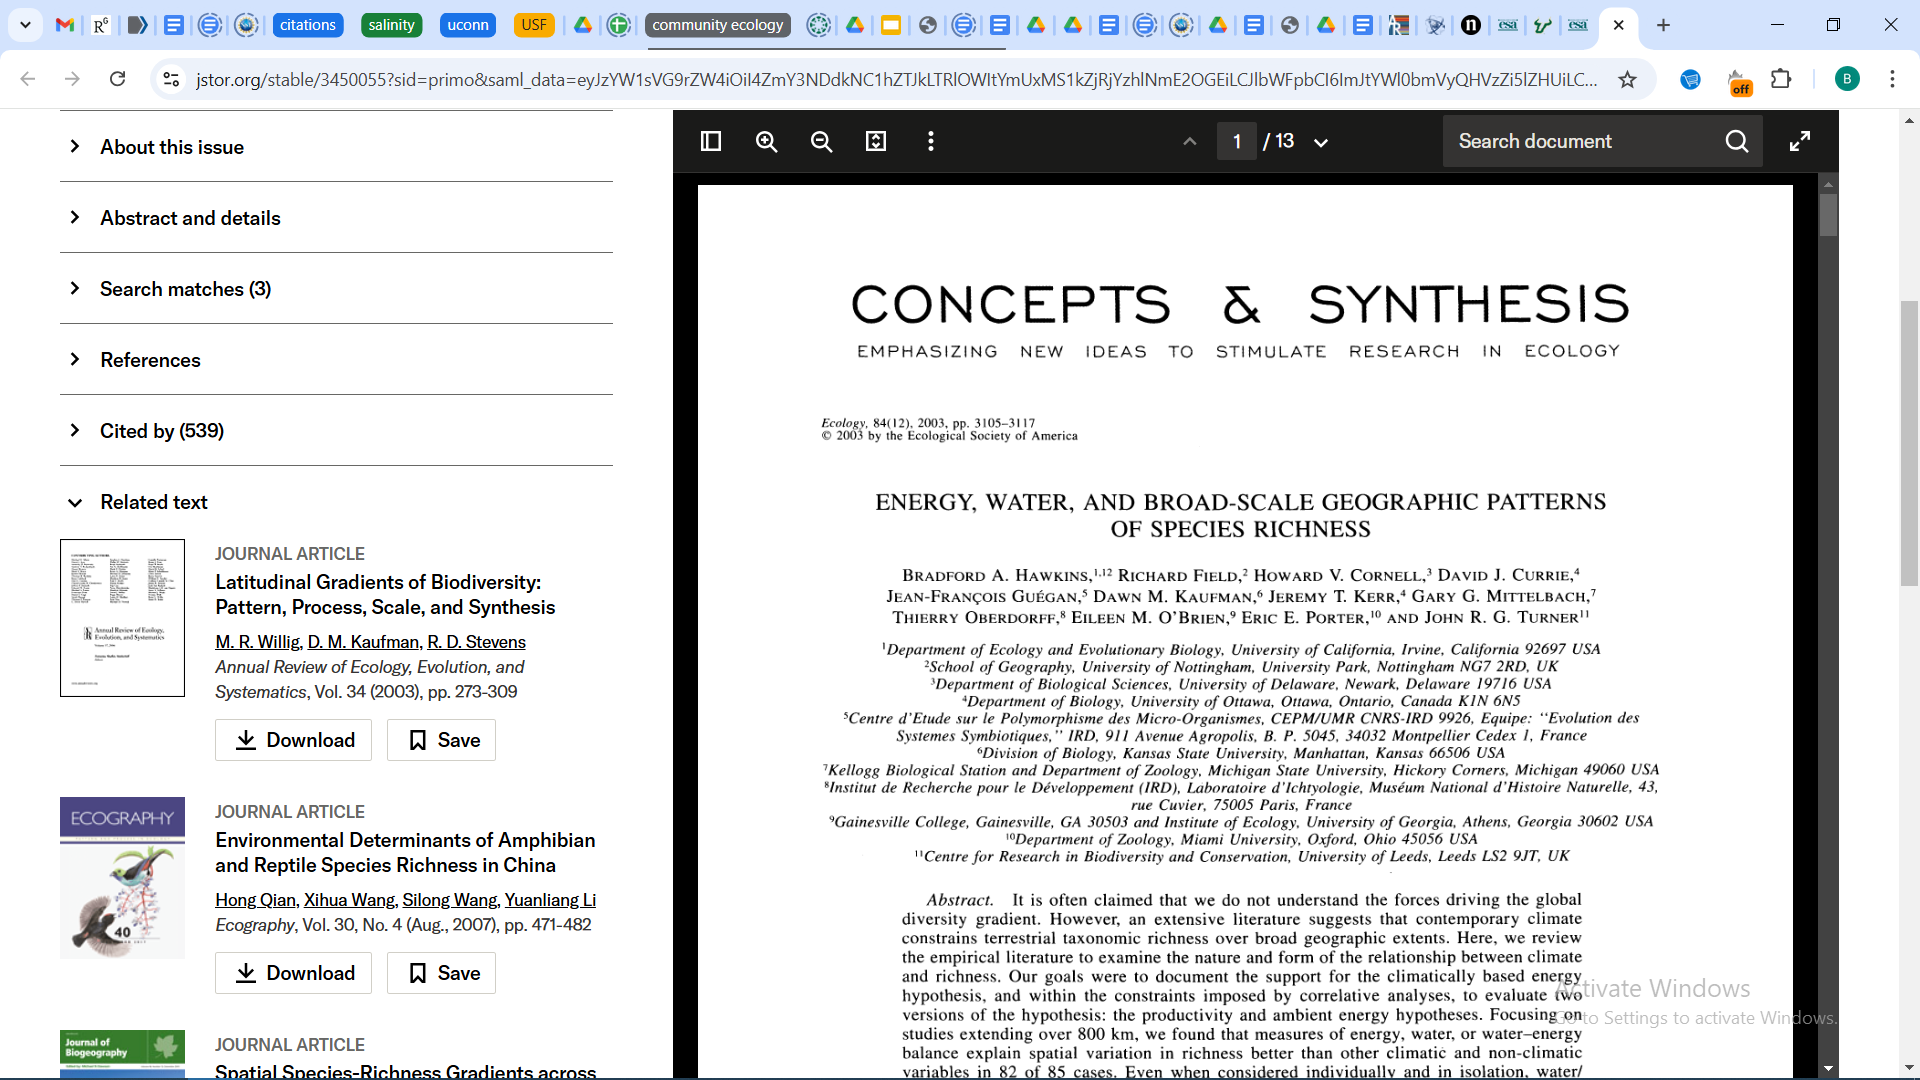 citations
salinity
uconn
USF
community ecology
jstor.org/stable/3450055?sid=primo&saml_data=eyJzYW1sVG9rZW4iOiI4ZmY3NDdkNC1hZTJkLTRlOWItYmUxMS1kZjRjYzhlNmE2OGEiLCJlbWFpbCI6ImJtYWl0bmVyQHVzZi5lZHUiLC...
off
B
About this issue
Abstract and details
Search matches (3)
References
Cited by (539)
Related text
JOURNAL ARTICLE
Latitudinal Gradients of Biodiversity:
Pattern, Process, Scale, and Synthesis
M. R. Willig, D. M. Kaufman, R. D. Stevens
Annual Review of Ecology, Evolution, and
Systematics, Vol. 34 (2003), pp. 273-309
Download
Save
ECOGRAPHY
40
JOURNAL ARTICLE
Environmental Determinants of Amphibian
and Reptile Species Richness in China
Hong Qian, Xihua Wang, Silong Wang, Yuanliang Li
Ecography, Vol. 30, No. 4 (Aug., 2007), pp. 471-482
Download
Save
Journal of
Biogeography
JOURNAL ARTICLE
Spatial Species-Richness Gradients across
1 / 13
Search document
CONCEPTS & SYNTHESIS
EMPHASIZING NEW IDEAS TO STIMULATE RESEARCH IN ECOLOGY
Ecology, 84(12), 2003, pp. 3105–3117
© 2003 by the Ecological Society of America
ENERGY, WATER, AND BROAD-SCALE GEOGRAPHIC PATTERNS
OF SPECIES RICHNESS
BRADFORD A. HAWKINS,1,12 RICHARD FIELD,2 HOWARD V. CORNELL,3 DAVID J. CURRIE,4
JEAN-FRANÇOIS GUÉGAN,5 DAWN M. KAUFMAN,6 JEREMY T. KERR,4 GARY G. MITTELBACH,7
THIERRY OBERDORFF,8 EILEEN M. O'BRIEN,9 ERIC E. PORTER,10 AND JOHN R. G. TURNER11
1Department of Ecology and Evolutionary Biology, University of California, Irvine, California 92697 USA
2School of Geography, University of Nottingham, University Park, Nottingham NG7 2RD, UK
3Department of Biological Sciences, University of Delaware, Newark, Delaware 19716 USA
4Department of Biology, University of Ottawa, Ottawa, Ontario, Canada K1N 6N5
5Centre d'Etude sur le Polymorphisme des Micro-Organismes, CEPM/UMR CNRS-IRD 9926, Equipe: "Evolution des
Systemes Symbiotiques," IRD, 911 Avenue Agropolis, B. P. 5045, 34032 Montpellier Cedex 1, France
6Division of Biology, Kansas State University, Manhattan, Kansas 66506 USA
7Kellogg Biological Station and Department of Zoology, Michigan State University, Hickory Corners, Michigan 49060 USA
8Institut de Recherche pour le Développement (IRD), Laboratoire d'Ichtyologie, Muséum National d'Histoire Naturelle, 43,
rue Cuvier, 75005 Paris, France
9Gainesville College, Gainesville, GA 30503 and Institute of Ecology, University of Georgia, Athens, Georgia 30602 USA
10Department of Zoology, Miami University, Oxford, Ohio 45056 USA
11Centre for Research in Biodiversity and Conservation, University of Leeds, Leeds LS2 9JT, UK
Abstract. It is often claimed that we do not understand the forces driving the global
diversity gradient. However, an extensive literature suggests that contemporary climate
constrains terrestrial taxonomic richness over broad geographic extents. Here, we review
the empirical literature to examine the nature and form of the relationship between climate
and richness. Our goals were to document the support for the climatically based energy
hypothesis, and within the constraints imposed by correlative analyses, to evaluate two
versions of the hypothesis: the productivity and ambient energy hypotheses. Focusing on
studies extending over 800 km, we found that measures of energy, water, or water–energy
balance explain spatial variation in richness better than other climatic and non-climatic
variables in 82 of 85 cases. Even when considered individually and in isolation, water/
Activate Windows
Go to Settings to activate Windows.